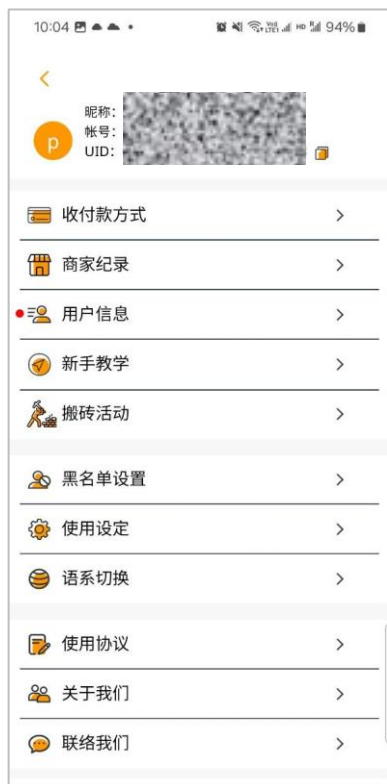 10:04 94%
昵称：
帐号：
p
UID：
收付款方式
商家纪录
用户信息
新手教学
搬砖活动
黑名单设置
使用设定
语系切换
使用协议
关于我们
联络我们